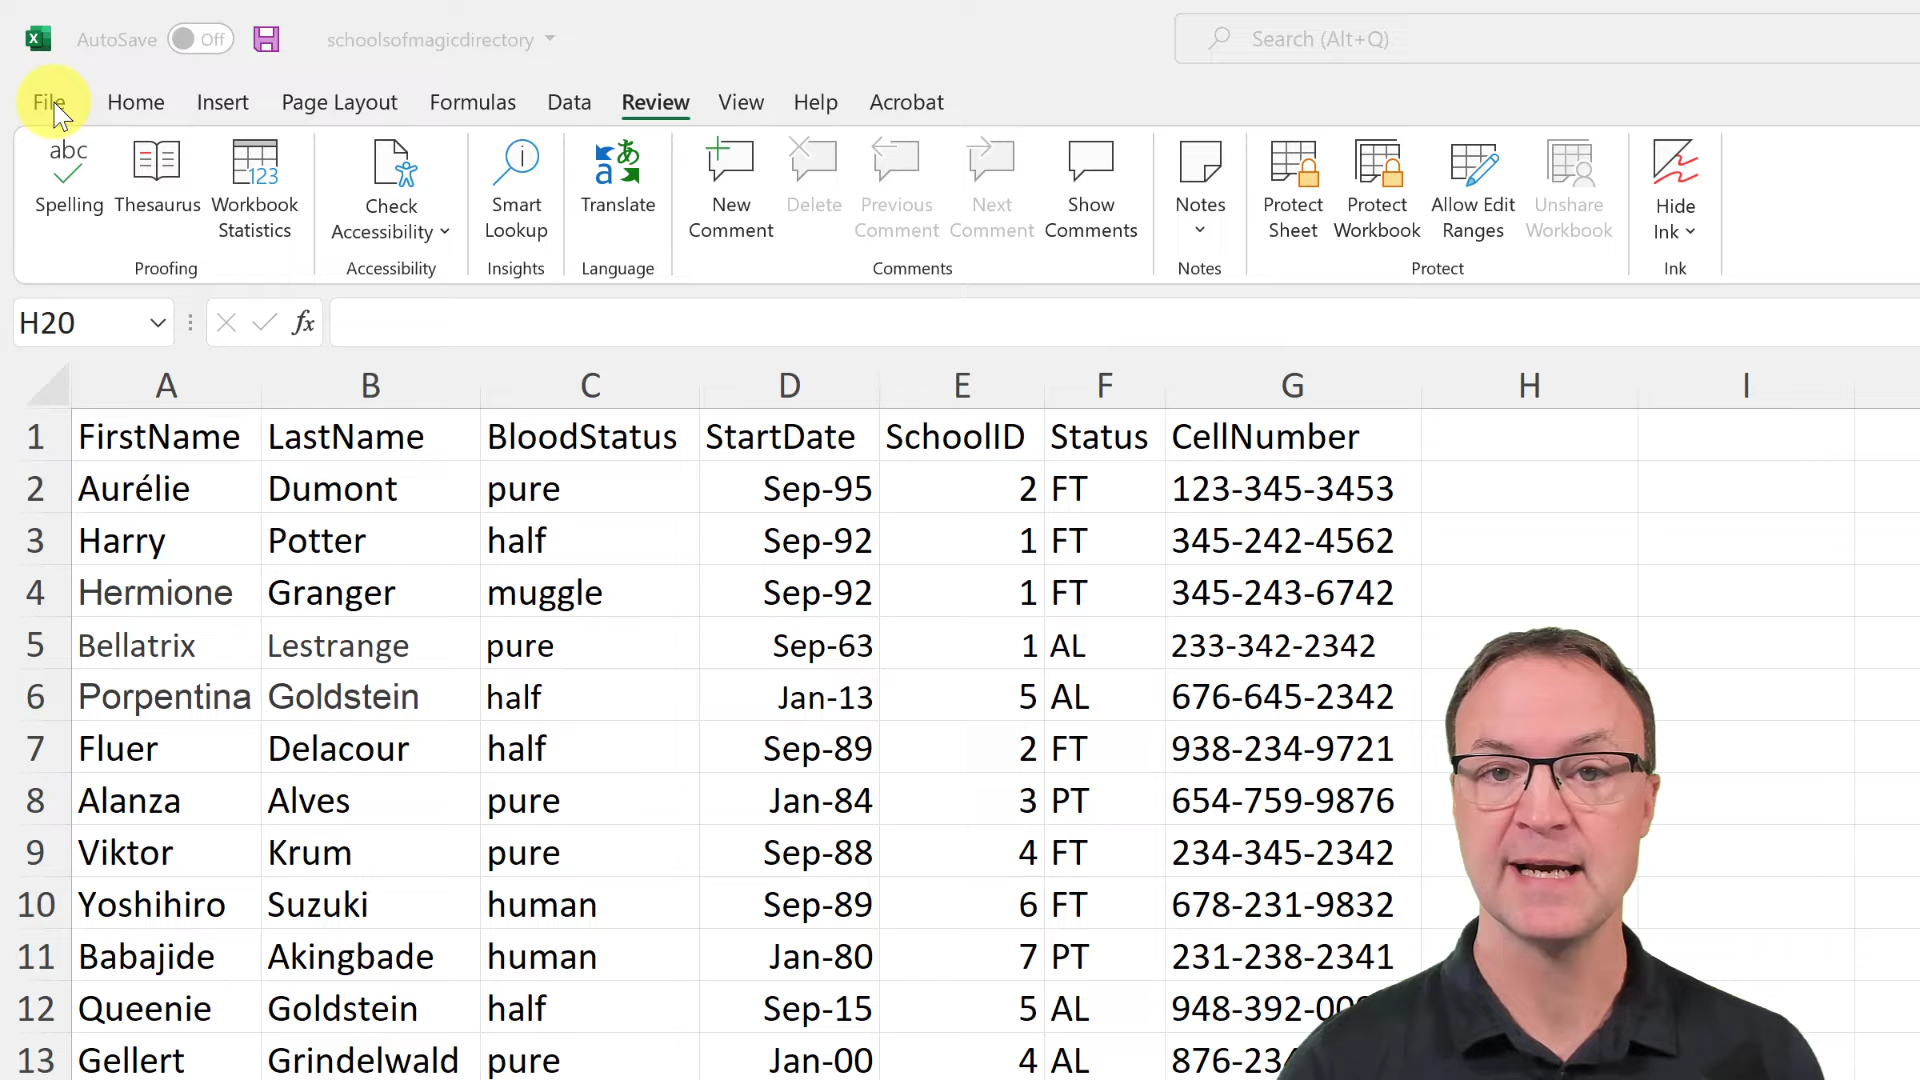 AutoSave Off schoolsofmagicdirectory Search (Alt+Q)
File Home Insert Page Layout Formulas Data Review View Help Acrobat
abc
Spelling Thesaurus
123
Workbook
Statistics
Proofing
Check
Accessibility
Accessibility
Smart
Lookup
Insights
Translate
Language
New
Comment
Delete
Previous
Comment
Next
Comment
Show
Comments
Comments
Notes
Notes
Protect
Sheet
Protect
Workbook
Allow Edit
Ranges
Unshare
Workbook
Protect
Hide
Ink
Ink
H20 fx
A B C D E F G H I
1 FirstName LastName BloodStatus StartDate SchoolID Status CellNumber
2 Aurélie Dumont pure Sep-95 2 FT 123-345-3453
3 Harry Potter half Sep-92 1 FT 345-242-4562
4 Hermione Granger muggle Sep-92 1 FT 345-243-6742
5 Bellatrix Lestrange pure Sep-63 1 AL 233-342-2342
6 Porpentina Goldstein half Jan-13 5 AL 676-645-2342
7 Fluer Delacour half Sep-89 2 FT 938-234-9721
8 Alanza Alves pure Jan-84 3 PT 654-759-9876
9 Viktor Krum pure Sep-88 4 FT 234-345-2342
10 Yoshihiro Suzuki human Sep-89 6 FT 678-231-9832
11 Babajide Akingbade human Jan-80 7 PT 231-238-2341
12 Queenie Goldstein half Sep-15 5 AL 948-392-0
13 Gellert Grindelwald pure Jan-00 4 AL 876-23